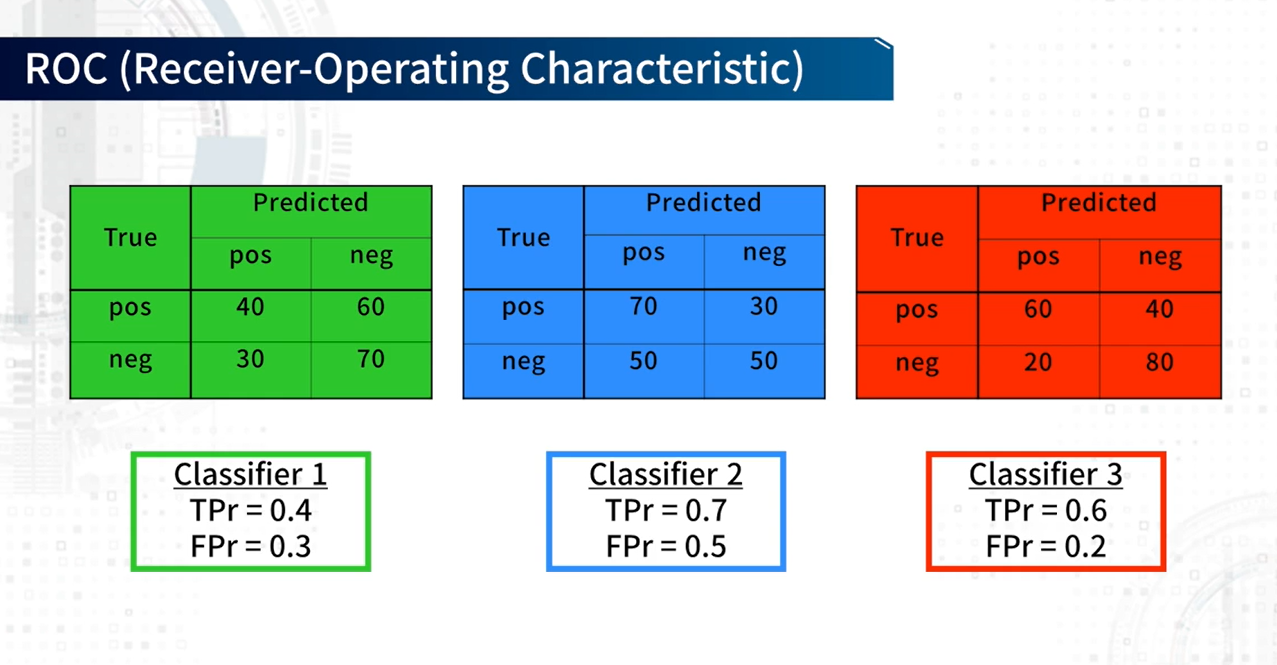 ROC (Receiver-Operating Characteristic)
True Predicted
pos neg
pos 40 60
neg 30 70
True Predicted
pos neg
pos 70 30
neg 50 50
True Predicted
pos neg
pos 60 40
neg 20 80
Classifier 1
TPr = 0.4
FPr = 0.3
Classifier 2
TPr = 0.7
FPr = 0.5
Classifier 3
TPr = 0.6
FPr = 0.2